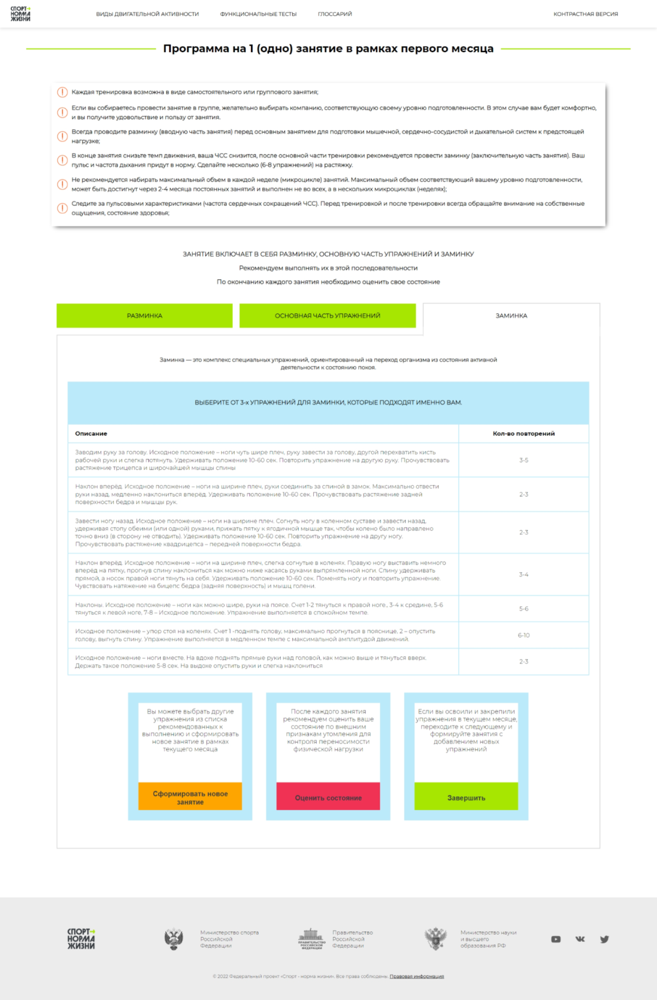 СПОРТ
НОРМА
ЖИЗНИ
ВИДЫ ДВИГАТЕЛЬНОЙ АКТИВНОСТИ
ФУНКЦИОНАЛЬНЫЕ ТЕСТЫ
ГЛОССАРИЙ
КОНТРАСТНАЯ ВЕРСИЯ
Программа на 1 (одно) занятие в рамках первого месяца
Каждая тренировка возможна в виде самостоятельного или группового занятия;
Если вы собираетесь провести занятие в группе, желательно выбирать компанию, соответствующую своему уровню подготовленности. В этом случае вам будет комфортно,
и вы получите удовольствие и пользу от занятия.
Всегда проводите разминку (вводную часть занятия) перед основным занятием для подготовки мышечной, сердечно-сосудистой и дыхательной систем к предстоящей
нагрузке;
В конце занятия снизьте темп движения, ваша ЧСС снизится, после основной части тренировки рекомендуется провести заминку (заключительную часть занятия). Ваш
пульс и частота дыхания придут в норму. Сделайте несколько (6-8 упражнений) на растяжку.
Не рекомендуется набирать максимальный объем в каждой неделе (микроцикле) занятий. Максимальный объем соответствующий вашему уровню подготовленности,
может быть достигнут через 2-4 месяца постоянных занятий и выполнен не во всех, а в нескольких микроциклах (неделях);
Следите за пульсовыми характеристиками (частота сердечных сокращений ЧСС). Перед тренировкой и после тренировки всегда обращайте внимание на собственные
ощущения, состояние здоровья;
ЗАНЯТИЕ ВКЛЮЧАЕТ В СЕБЯ РАЗМИНКУ, ОСНОВНУЮ ЧАСТЬ УПРАЖНЕНИЙ И ЗАМИНКУ
Рекомендуем выполнять их в этой последовательности
По окончанию каждого занятия необходимо оценить свое состояние
РАЗМИНКА
ОСНОВНАЯ ЧАСТЬ УПРАЖНЕНИЙ
ЗАМИНКА
Заминка — это комплекс специальных упражнений, ориентированный на переход организма из состояния активной
деятельности к состоянию покоя.
ВЫБЕРИТЕ ОТ 3-х УПРАЖНЕНИЙ ДЛЯ ЗАМИНКИ, КОТОРЫЕ ПОДХОДЯТ ИМЕННО ВАМ.
Описание
Кол-во повторений
Заводим руку за голову. Исходное положение – ноги чуть шире плеч, руку завести за голову, другой перехватить кисть
рабочей руки и слегка потянуть. Удерживать положение 10-60 сек. Повторить упражнение на другую руку. Прочувствовать
растяжение трицепса и широчайшей мышцы спины
3-5
Наклон вперёд. Исходное положение – ноги на ширине плеч, руки соединить за спиной в замок. Максимально отвести
руки назад, медленно наклониться вперёд. Удерживать положение 10-60 сек. Прочувствовать растяжение задней
поверхности бедра и мышцы рук.
2-3
Завести ногу назад. Исходное положение – ноги на ширине плеч. Согнуть ногу в коленном суставе и завести назад,
удерживая стопу обеими (или одной) руками, прижать пятку к ягодичной мышце так, чтобы колено было направлено
точно вниз (в сторону не отводить). Удерживать положение 10-60 сек. Повторить упражнение на другу ногу.
Прочувствовать растяжение квадрицепса – передней поверхности бедра.
2-3
Наклон вперёд. Исходное положение – ноги на ширине плеч, слегка согнутые в коленях. Правую ногу выставить немного
вперёд на пятку, прогнув спину наклониться как можно ниже касаясь руками выпрямленной ноги. Спину удерживать
прямой, а носок правой ноги тянуть на себя. Удерживать положение 10-60 сек. Поменять ногу и повторить упражнение.
Чувствовать натяжение на бицепс бедра (задняя поверхность) и мышц голени.
3-4
Наклоны. Исходное положение – ноги как можно шире, руки на поясе. Счет 1-2 тянуться к правой ноге., 3-4 к средине, 5-6
тянуться к левой ноге, 7-8 – Исходное положение. Упражнение выполняется в спокойном темпе.
5-6
Исходное положение – упор стоя на коленях. Счет 1 -поднять голову, максимально прогнуться в пояснице, 2 – опустить
голову, выгнуть спину. Упражнение выполняется в медленном темпе с максимальной амплитудой движений.
6-10
Исходное положение – ноги вместе. На вдохе поднять прямые руки над головой, как можно выше и тянуться вверх.
Держать такое положение 5-8 сек. На выдохе опустить руки и слегка наклониться
2-3
Вы можете выбрать другие
упражнения из списка
рекомендованных к
выполнению и сформировать
новое занятие в рамках
текущего месяца
Сформировать новое
занятие
После каждого занятия
рекомендуем оценить ваше
состояние по внешним
признакам утомления для
контроля переносимости
физической нагрузки
Оценить состояние
Если вы освоили и закрепили
упражнения в текущем месяце,
переходите к следующему и
формируйте занятия с
добавлением новых
упражнений
Завершить
СПОРТ
НОРМА
ЖИЗНИ
Министерство спорта
Российской
Федерации
ПРАВИТЕЛЬСТВО
РОССИЙСКОЙ
ФЕДЕРАЦИИ
Правительство
Российской
Федерации
Министерство науки
и высшего
образования РФ
© 2022 Федеральный проект «Спорт - норма жизни». Все права соблюдены. Правовая информация